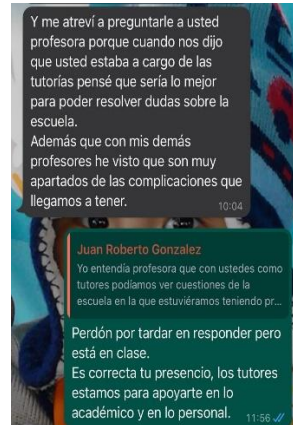 Y me atreví a preguntarle a usted
profesora porque cuando nos dijo
que usted estaba a cargo de las
tutorías pensé que sería lo mejor
para poder resolver dudas sobre la
escuela.
Además que con mis demás
profesores he visto que son muy
apartados de las complicaciones que
llegamos a tener.
10:04
Juan Roberto Gonzalez
Yo entendía profesora que con ustedes como
tutores podíamos ver cuestiones de la
escuela en la que estuviéramos teniendo pr...
Perdón por tardar en responder pero
está en clase.
Es correcta tu presencio, los tutores
estamos para apoyarte en lo
académico y en lo personal.
11:56